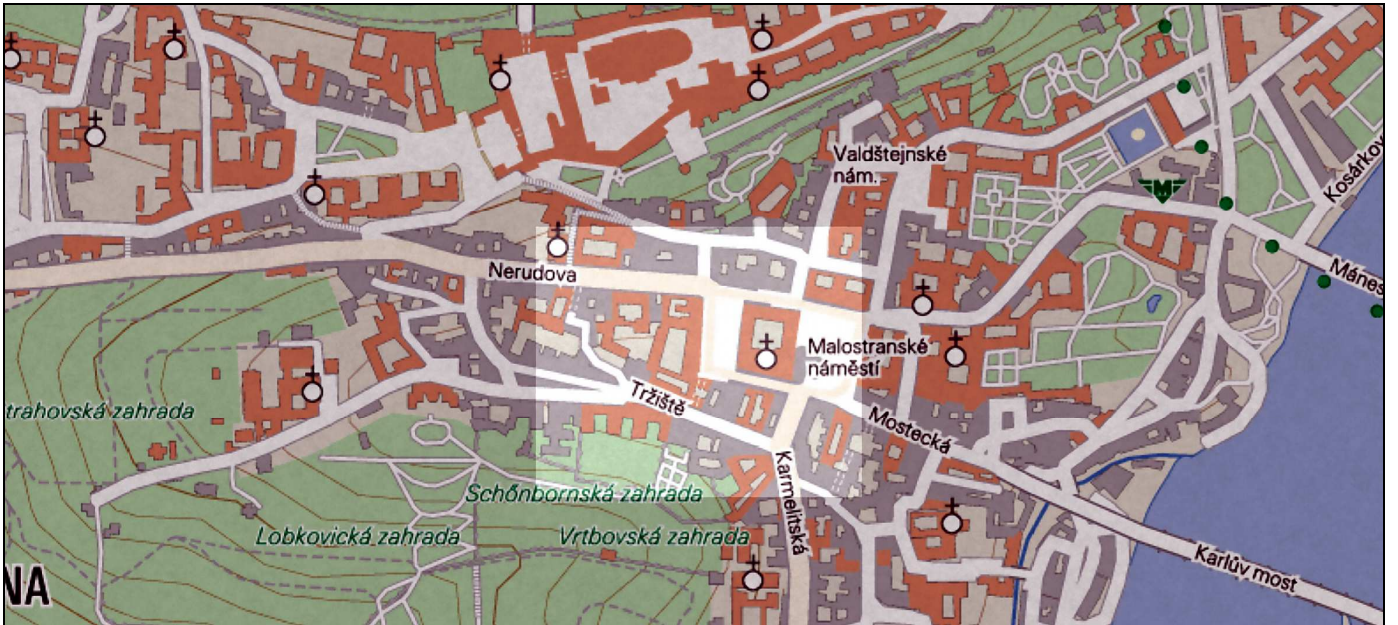 Valdštejnské
nám.
Kosárkov
Mánes
Nerudova
M
Malostranské
náměstí
Tržiště
trahovská zahrada
Mostecká
Karmelitská
Schőnbornská zahrada
Lobkovická zahrada
Vrtbovská zahrada
Karlův most
NA